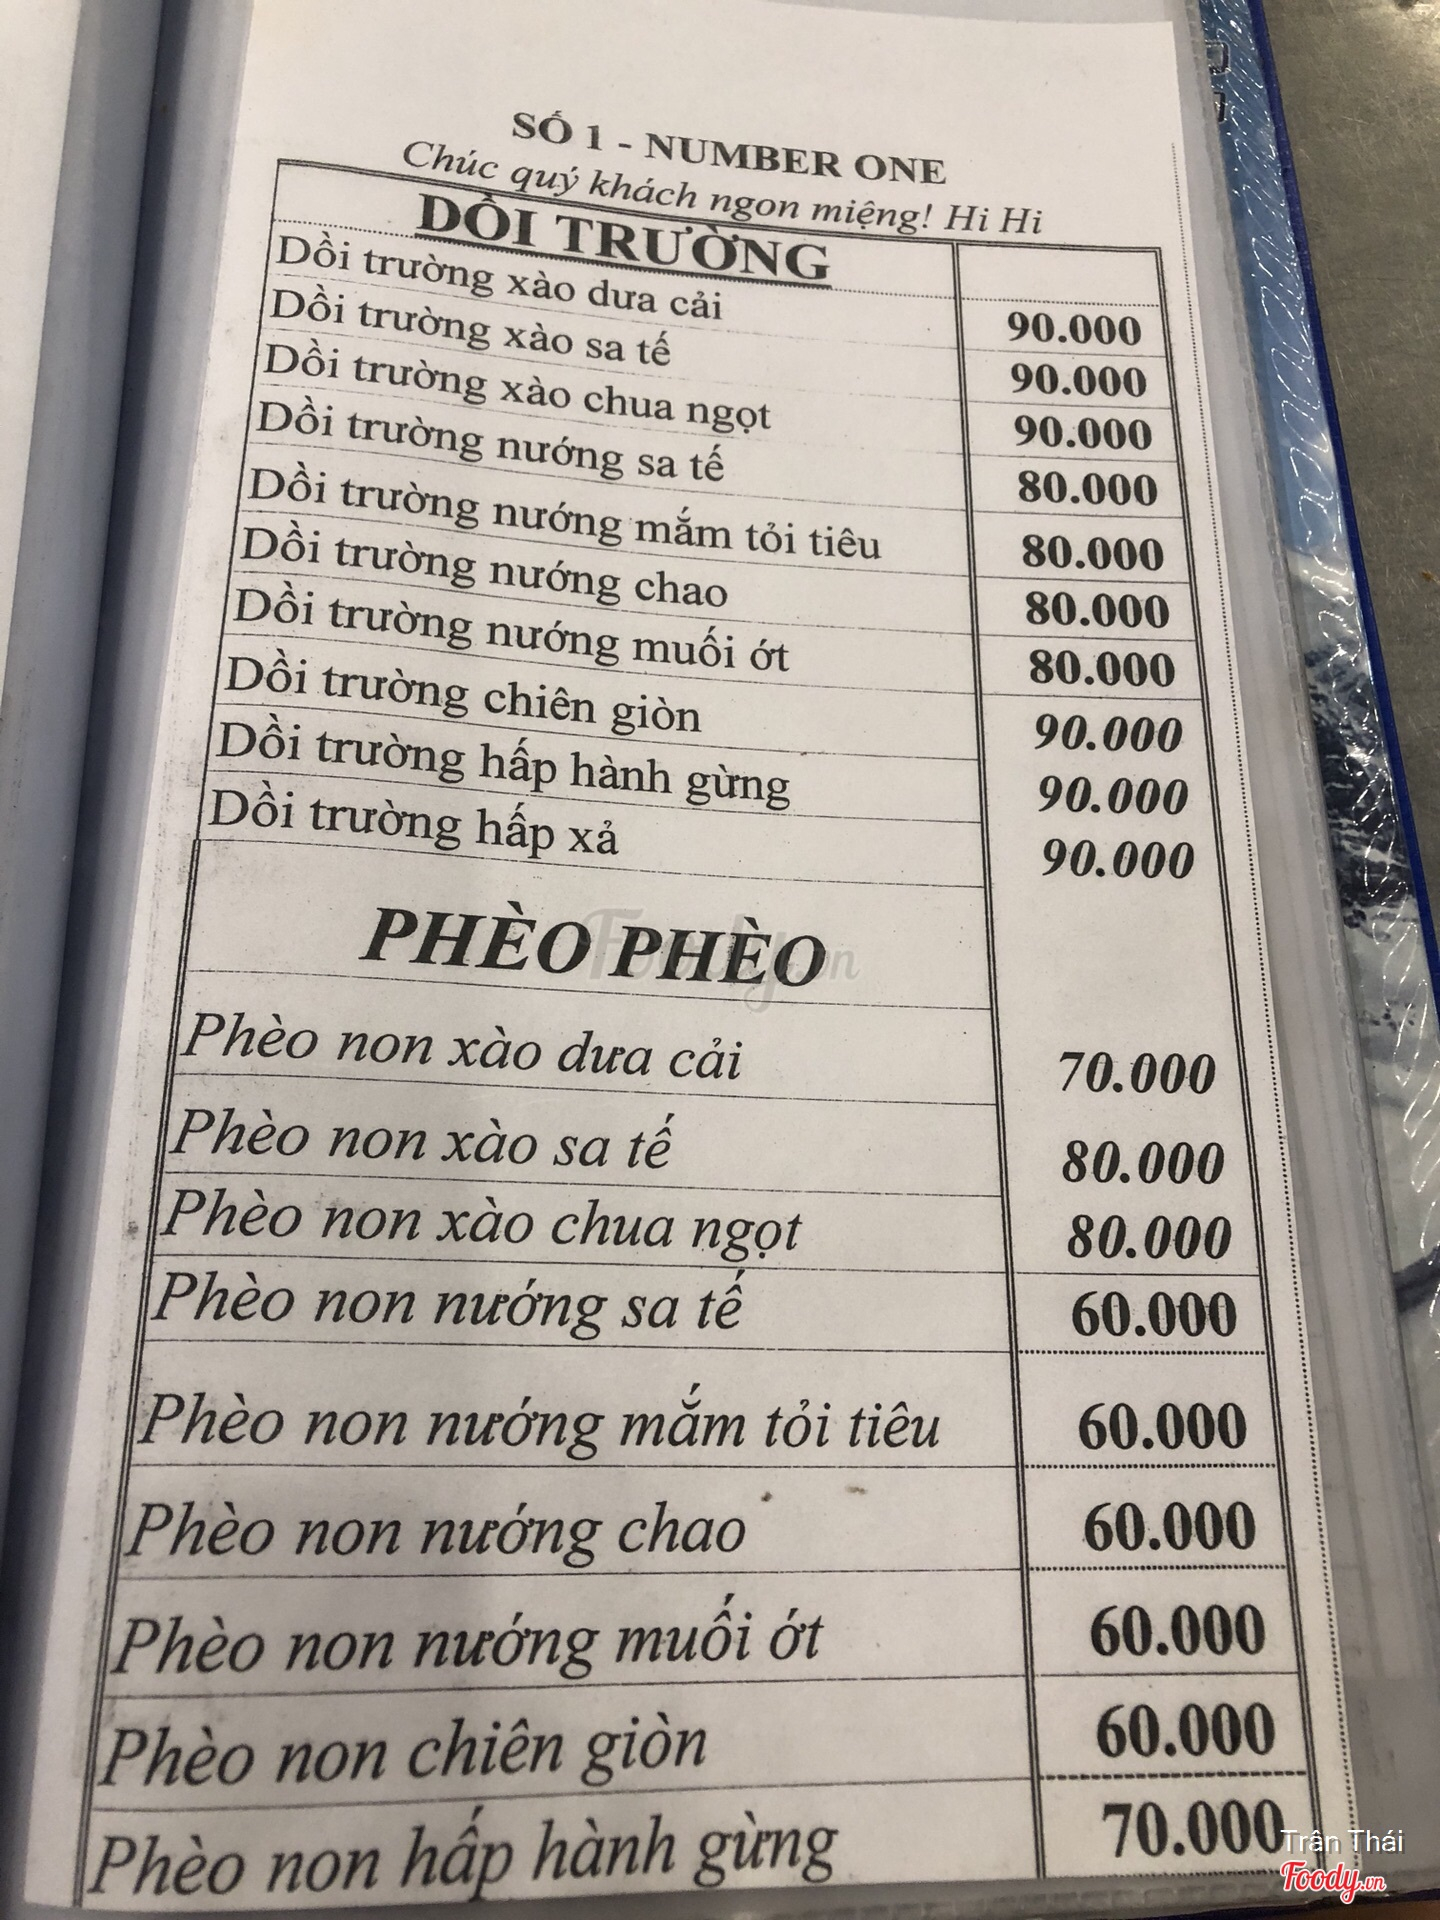 SỐ 1 - NUMBER ONE
Chúc quý khách ngon miệng! Hi Hi
DỒI TRƯỜNG
Dồi trường xào dưa cải 90.000
Dồi trường xào sa tế 90.000
Dồi trường xào chua ngọt 90.000
Dồi trường nướng sa tế 80.000
Dồi trường nướng mắm tỏi tiêu 80.000
Dồi trường nướng chao 80.000
Dồi trường nướng muối ớt 80.000
Dồi trường chiên giòn 90.000
Dồi trường hấp hành gừng 90.000
Dồi trường hấp xả 90.000
PHÈO PHÈO
Foody.vn
Phèo non xào dưa cải 70.000
Phèo non xào sa tế 80.000
Phèo non xào chua ngọt 80.000
Phèo non nướng sa tế 60.000
Phèo non nướng mắm tỏi tiêu 60.000
Phèo non nướng chao 60.000
Phèo non nướng muối ớt 60.000
Phèo non chiên giòn 60.000
Phèo non hấp hành gừng 70.000
Trân Thái
Foody.vn